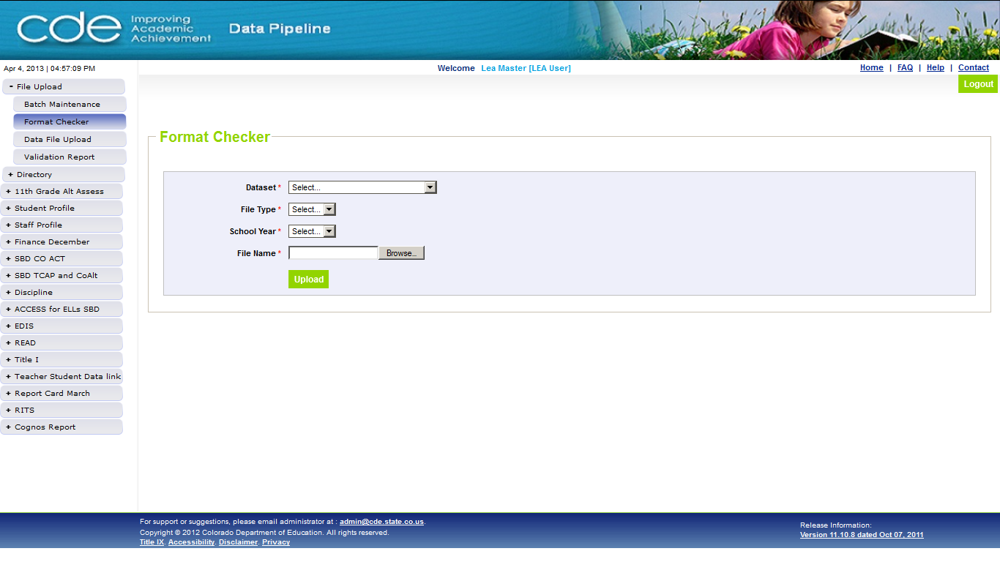 cde Improving
Academic
Achievement
Data Pipeline
Apr 4, 2013 | 04:57:09 PM
Welcome Lea Master [LEA User]
Home | FAQ | Help | Contact
Logout
- File Upload
Batch Maintenance
Format Checker
Data File Upload
Validation Report
+ Directory
+ 11th Grade Alt Assess
+ Student Profile
+ Staff Profile
+ Finance December
+ SBD CO ACT
+ SBD TCAP and CoAlt
+ Discipline
+ ACCESS for ELLs SBD
+ EDIS
+ READ
+ Title I
+ Teacher Student Data link
+ Report Card March
+ RITS
+ Cognos Report
Format Checker
Dataset * Select...
File Type * Select...
School Year * Select...
File Name * Browse...
Upload
For support or suggestions, please email administrator at : admin@cde.state.co.us.
Copyright © 2012 Colorado Department of Education. All rights reserved.
Title IX. Accessibility. Disclaimer. Privacy
Release Information:
Version 11.10.8 dated Oct 07, 2011